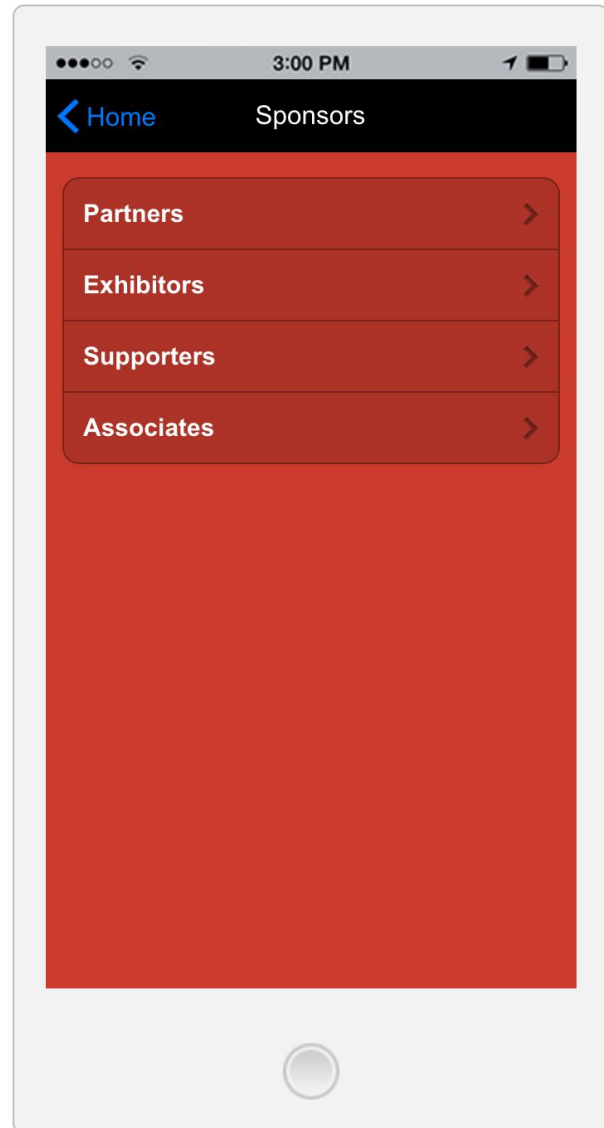 3:00 PM
Home Sponsors
Partners
Exhibitors
Supporters
Associates